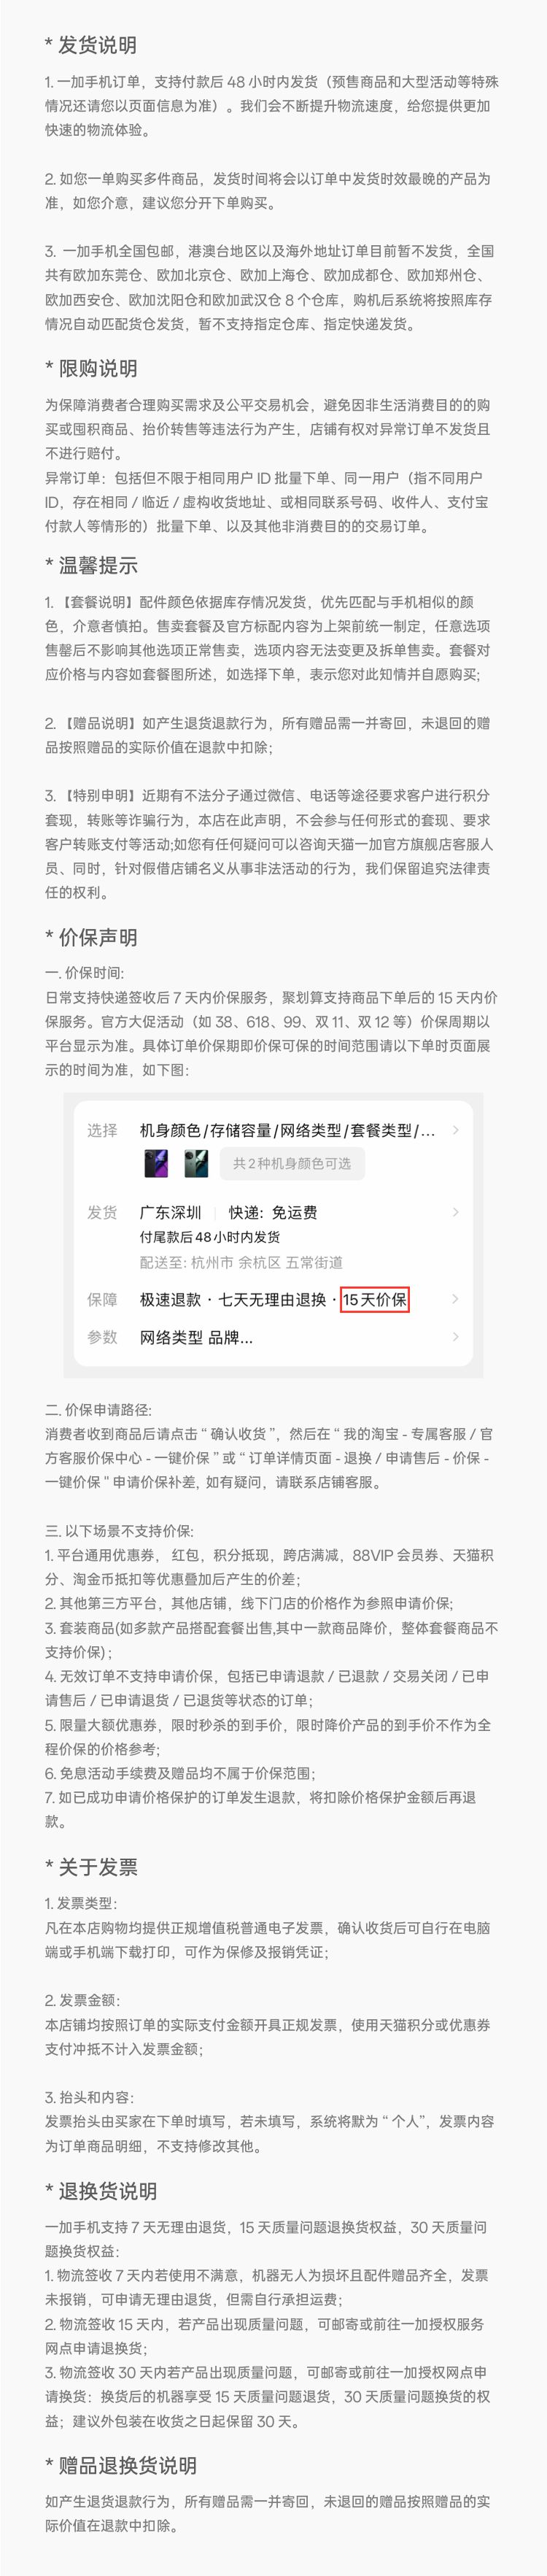 * 发货说明
1. 一加手机订单，支持付款后 48 小时内发货（预售商品和大型活动等特殊
情况还请您以页面信息为准）。我们会不断提升物流速度，给您提供更加
快速的物流体验。
2. 如您一单购买多件商品，发货时间将会以订单中发货时效最晚的产品为
准，如您介意，建议您分开下单购买。
3. 一加手机全国包邮，港澳台地区以及海外地址订单目前暂不发货，全国
共有欧加东莞仓、欧加北京仓、欧加上海仓、欧加成都仓、欧加郑州仓、
欧加西安仓、欧加沈阳仓和欧加武汉仓 8 个仓库，购机后系统将按照库存
情况自动匹配货仓发货，暂不支持指定仓库、指定快递发货。
* 限购说明
为保障消费者合理购买需求及公平交易机会，避免因非生活消费目的的购
买或囤积商品、抬价转售等违法行为产生，店铺有权对异常订单不发货且
不进行赔付。
异常订单：包括但不限于相同用户 ID 批量下单、同一用户（指不同用户
ID，存在相同 / 临近 / 虚构收货地址、或相同联系号码、收件人、支付宝
付款人等情形的）批量下单、以及其他非消费目的的交易订单。
* 温馨提示
1. 【套餐说明】配件颜色依据库存情况发货，优先匹配与手机相似的颜
色，介意者慎拍。售卖套餐及官方标配内容为上架前统一制定，任意选项
售罄后不影响其他选项正常售卖，选项内容无法变更及拆单售卖。套餐对
应价格与内容如套餐图所述，如选择下单，表示您对此知情并自愿购买;
2. 【赠品说明】如产生退货退款行为，所有赠品需一并寄回，未退回的赠
品按照赠品的实际价值在退款中扣除;
3. 【特别申明】近期有不法分子通过微信、电话等途径要求客户进行积分
套现，转账等诈骗行为，本店在此声明，不会参与任何形式的套现、要求
客户转账支付等活动;如您有任何疑问可以咨询天猫一加官方旗舰店客服人
员、同时，针对假借店铺名义从事非法活动的行为，我们保留追究法律责
任的权利。
* 价保声明
一. 价保时间:
日常支持快递签收后 7 天内价保服务，聚划算支持商品下单后的 15 天内价
保服务。官方大促活动（如 38、618、99、双 11、双 12 等）价保周期以
平台显示为准。具体订单价保期即价保可保的时间范围请以下单时页面展
示的时间为准，如下图：
选择 机身颜色/存储容量/网络类型/套餐类型/...
共2种机身颜色可选
发货 广东深圳 快递: 免运费
付尾款后48小时内发货
配送至: 杭州市 余杭区 五常街道
保障 极速退款 · 七天无理由退换 · 15天价保
参数 网络类型 品牌...
二. 价保申请路径:
消费者收到商品后请点击 “ 确认收货 ”，然后在 “ 我的淘宝 - 专属客服 / 官
方客服价保中心 - 一键价保 ” 或 “ 订单详情页面 - 退换 / 申请售后 - 价保 -
一键价保 " 申请价保补差, 如有疑问，请联系店铺客服。
三. 以下场景不支持价保:
1. 平台通用优惠券， 红包，积分抵现，跨店满减，88VIP 会员券、天猫积
分、淘金币抵扣等优惠叠加后产生的价差;
2. 其他第三方平台，其他店铺，线下门店的价格作为参照申请价保;
3. 套装商品(如多款产品搭配套餐出售,其中一款商品降价，整体套餐商品不
支持价保) ;
4. 无效订单不支持申请价保，包括已申请退款 / 已退款 / 交易关闭 / 已申
请售后 / 已申请退货 / 已退货等状态的订单;
5. 限量大额优惠券，限时秒杀的到手价，限时降价产品的到手价不作为全
程价保的价格参考;
6. 免息活动手续费及赠品均不属于价保范围;
7. 如已成功申请价格保护的订单发生退款，将扣除价格保护金额后再退
款。
* 关于发票
1. 发票类型:
凡在本店购物均提供正规增值税普通电子发票，确认收货后可自行在电脑
端或手机端下载打印，可作为保修及报销凭证;
2. 发票金额：
本店铺均按照订单的实际支付金额开具正规发票，使用天猫积分或优惠券
支付冲抵不计入发票金额;
3. 抬头和内容:
发票抬头由买家在下单时填写，若未填写，系统将默为 “ 个人”，发票内容
为订单商品明细，不支持修改其他。
* 退换货说明
一加手机支持 7 天无理由退货，15 天质量问题退换货权益，30 天质量问
题换货权益：
1. 物流签收 7 天内若使用不满意，机器无人为损坏且配件赠品齐全，发票
未报销，可申请无理由退货，但需自行承担运费;
2. 物流签收 15 天内，若产品出现质量问题，可邮寄或前往一加授权服务
网点申请退换货;
3. 物流签收 30 天内若产品出现质量问题，可邮寄或前往一加授权网点申
请换货：换货后的机器享受 15 天质量问题退货，30 天质量问题换货的权
益；建议外包装在收货之日起保留 30 天。
* 赠品退换货说明
如产生退货退款行为，所有赠品需一并寄回，未退回的赠品按照赠品的实
际价值在退款中扣除。